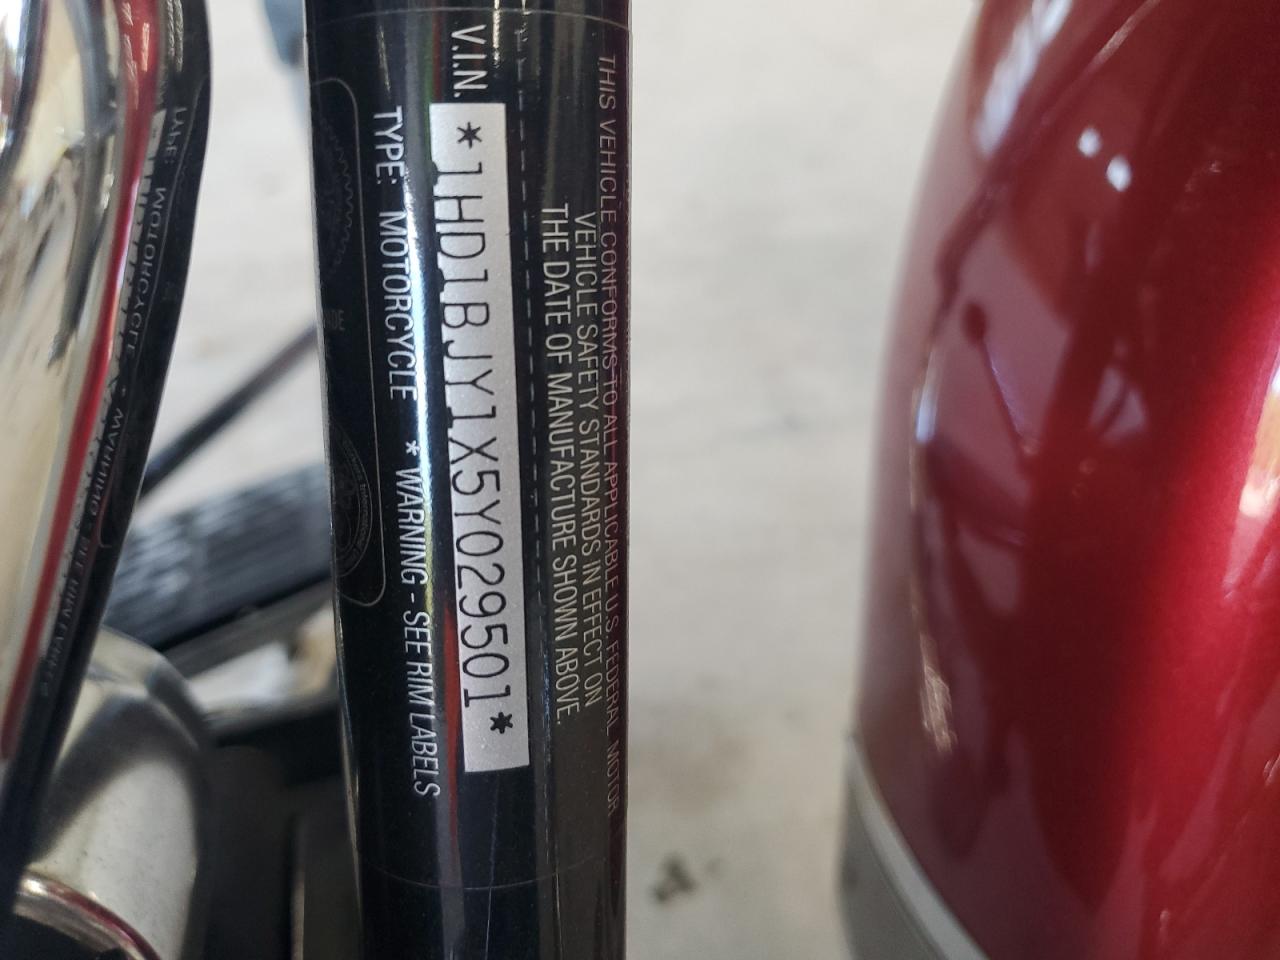 THIS VEHICLE CONFORMS TO ALL APPLICABLE U.S. FEDERAL MOTOR
VEHICLE SAFETY STANDARDS IN EFFECT ON
THE DATE OF MANUFACTURE SHOWN ABOVE.
V.I.N. *1HD1BJY1X5Y029501*
TYPE: MOTORCYCLE * WARNING - SEE RIM LABELS